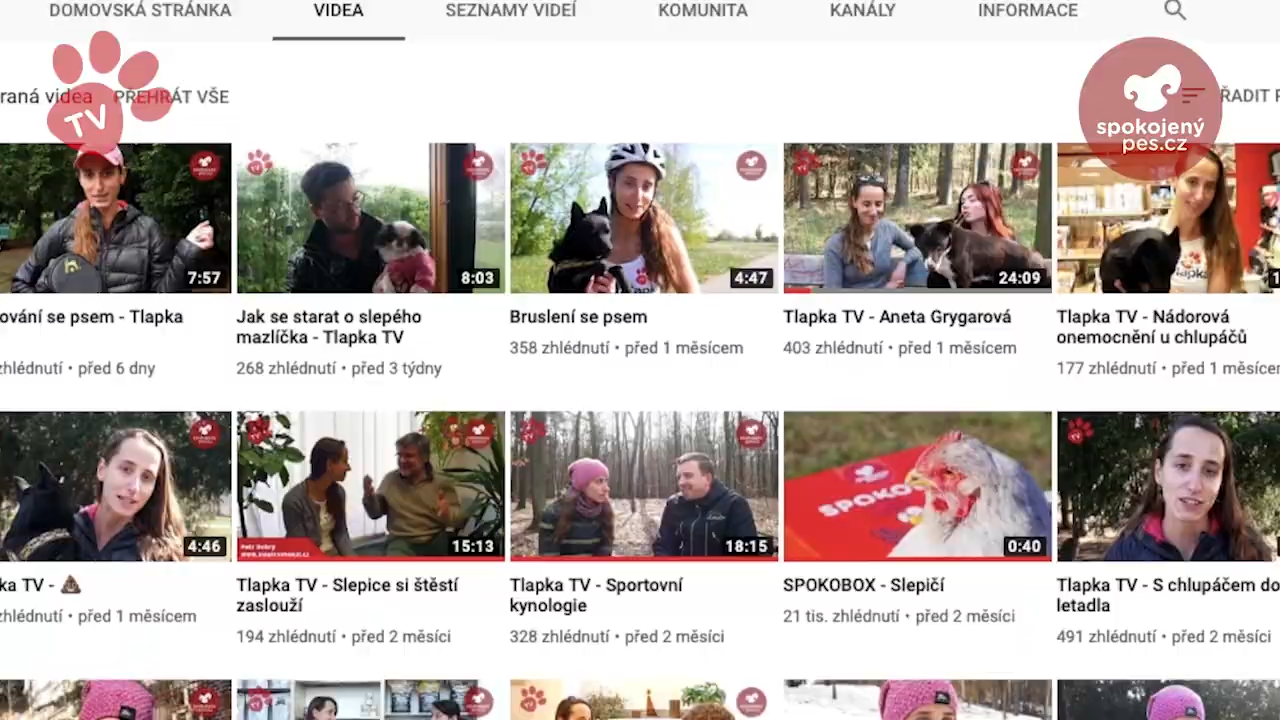 DOMOVSKÁ STRÁNKA VIDEA SEZNAMY VIDEÍ KOMUNITA KANÁLY INFORMACE
raná videa PŘEHRÁT VŠE ŘADIT P
TV
spokojený
pes.cz
7:57 8:03 4:47 24:09 1
ování se psem - Tlapka
zhlédnutí • před 6 dny
Jak se starat o slepého
mazlíčka - Tlapka TV
268 zhlédnutí • před 3 týdny
Bruslení se psem
358 zhlédnutí • před 1 měsícem
Tlapka TV - Aneta Grygarová
403 zhlédnutí • před 1 měsícem
Tlapka TV - Nádorová
onemocnění u chlupáčů
177 zhlédnutí • před 1 měsícem
SPOKO
4:46 15:13 18:15 0:40
ka TV - 💩
zhlédnutí • před 1 měsícem
Tlapka TV - Slepice si štěstí
zaslouží
194 zhlédnutí • před 2 měsíci
Tlapka TV - Sportovní
kynologie
328 zhlédnutí • před 2 měsíci
SPOKOBOX - Slepičí
21 tis. zhlédnutí • před 2 měsíci
Tlapka TV - S chlupáčem do
letadla
491 zhlédnutí • před 2 měsíci